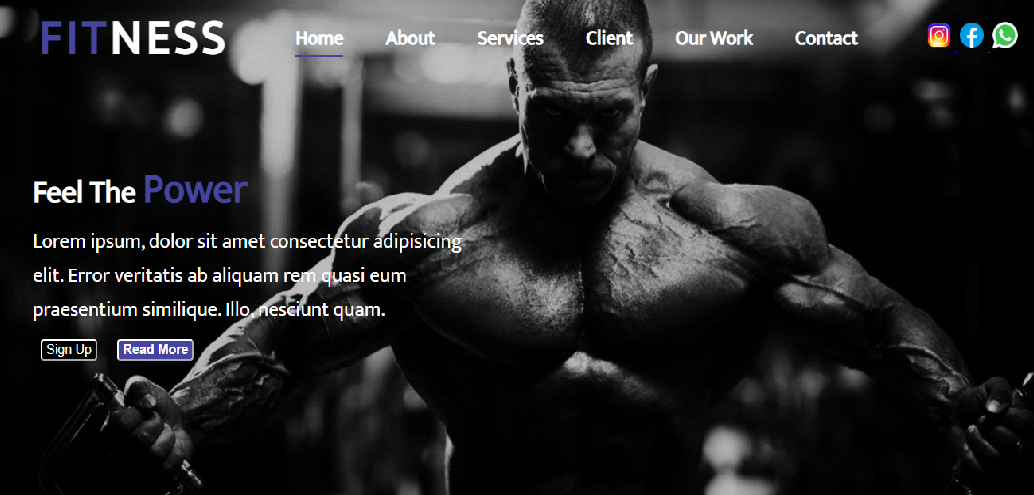 FITNESS
Home About Services Client Our Work Contact
Feel The Power
Lorem ipsum, dolor sit amet consectetur adipisicing
elit. Error veritatis ab aliquam rem quasi eum
praesentium similique. Illo, nesciunt quam.
Sign Up Read More